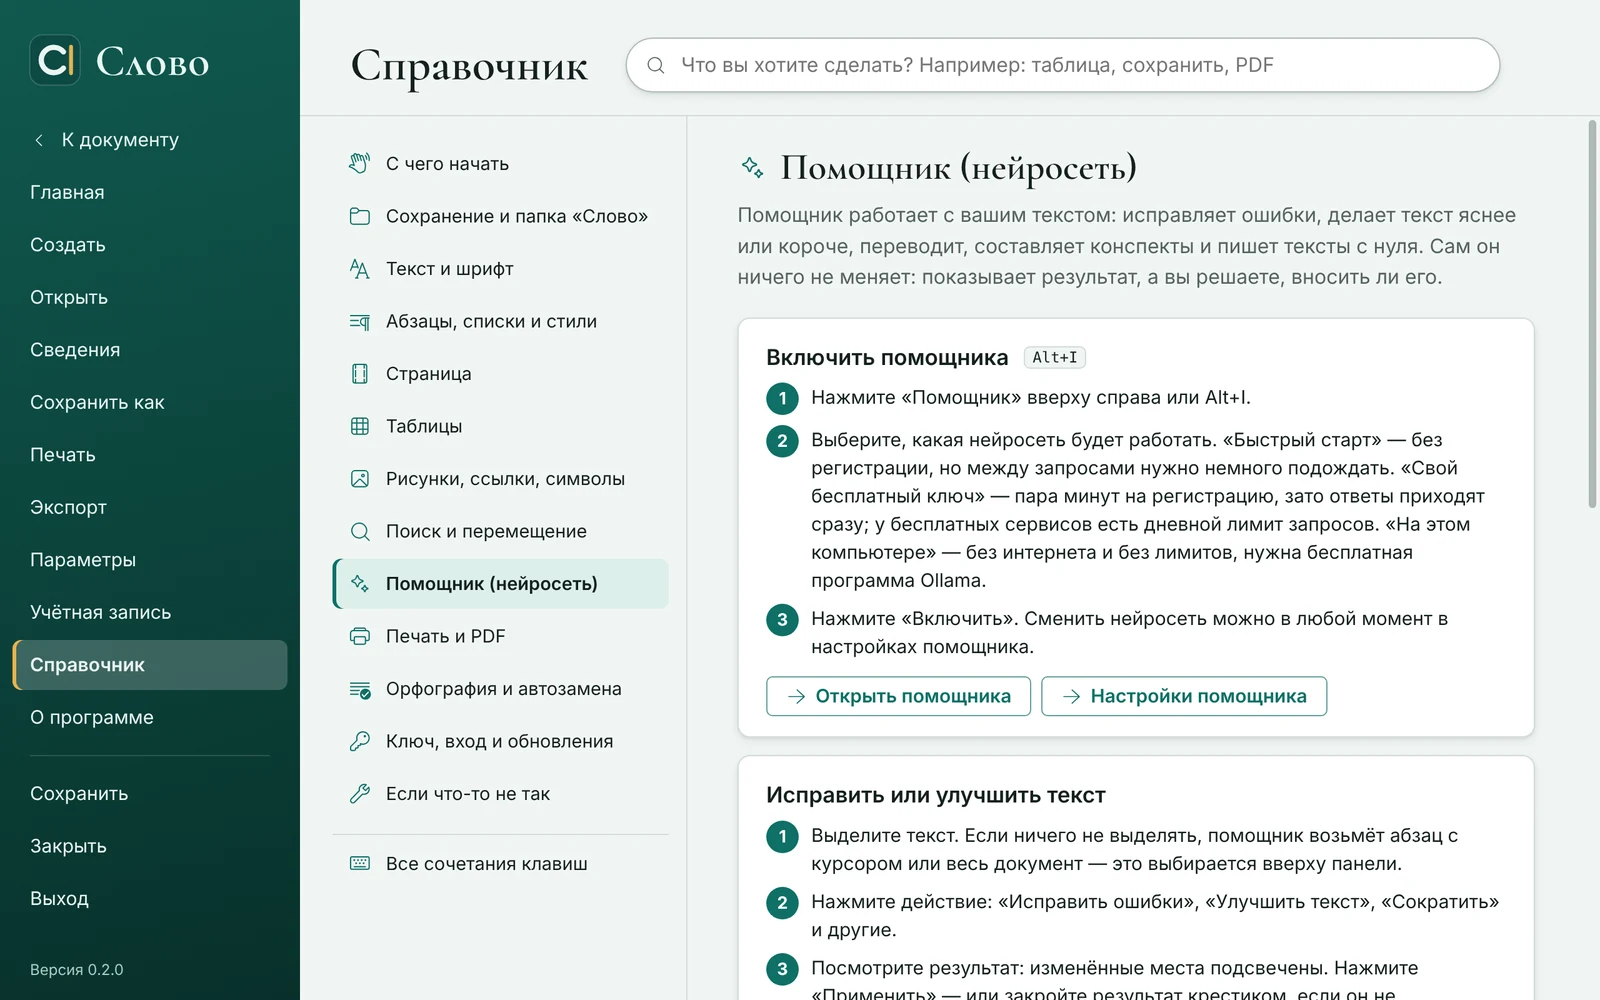 Сl Слово
К документу
Главная
Создать
Открыть
Сведения
Сохранить как
Печать
Экспорт
Параметры
Учётная запись
Справочник
О программе
Сохранить
Закрыть
Выход
Версия 0.2.0
Справочник
Что вы хотите сделать? Например: таблица, сохранить, PDF
С чего начать
Сохранение и папка «Слово»
Текст и шрифт
Абзацы, списки и стили
Страница
Таблицы
Рисунки, ссылки, символы
Поиск и перемещение
Помощник (нейросеть)
Печать и PDF
Орфография и автозамена
Ключ, вход и обновления
Если что-то не так
Все сочетания клавиш
Помощник (нейросеть)
Помощник работает с вашим текстом: исправляет ошибки, делает текст яснее
или короче, переводит, составляет конспекты и пишет тексты с нуля. Сам он
ничего не меняет: показывает результат, а вы решаете, вносить ли его.
Включить помощника Alt+I
1 Нажмите «Помощник» вверху справа или Alt+I.
2 Выберите, какая нейросеть будет работать. «Быстрый старт» — без
регистрации, но между запросами нужно немного подождать. «Свой
бесплатный ключ» — пара минут на регистрацию, зато ответы приходят
сразу; у бесплатных сервисов есть дневной лимит запросов. «На этом
компьютере» — без интернета и без лимитов, нужна бесплатная
программа Ollama.
3 Нажмите «Включить». Сменить нейросеть можно в любой момент в
настройках помощника.
Открыть помощника Настройки помощника
Исправить или улучшить текст
1 Выделите текст. Если ничего не выделять, помощник возьмёт абзац с
курсором или весь документ — это выбирается вверху панели.
2 Нажмите действие: «Исправить ошибки», «Улучшить текст», «Сократить»
и другие.
3 Посмотрите результат: изменённые места подсвечены. Нажмите
«Применить» — или закройте результат крестиком, если он не